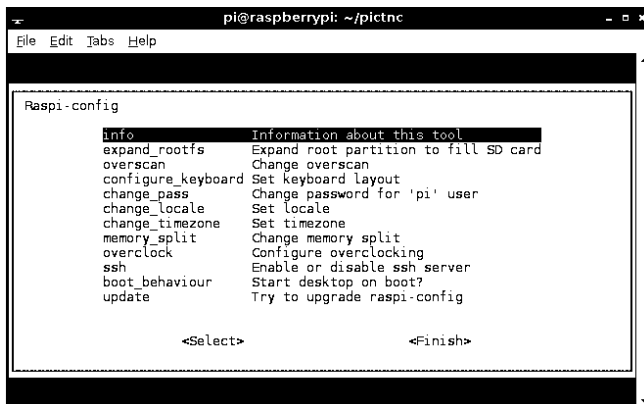 pi@raspberrypi: ~/pictnc
File Edit Tabs Help
Raspi-config
info Information about this tool
expand_rootfs Expand root partition to fill SD card
overscan Change overscan
configure_keyboard Set keyboard layout
change_pass Change password for 'pi' user
change_locale Set locale
change_timezone Set timezone
memory_split Change memory split
overclock Configure overclocking
ssh Enable or disable ssh server
boot_behaviour Start desktop on boot?
update Try to upgrade raspi-config
<Select> <Finish>